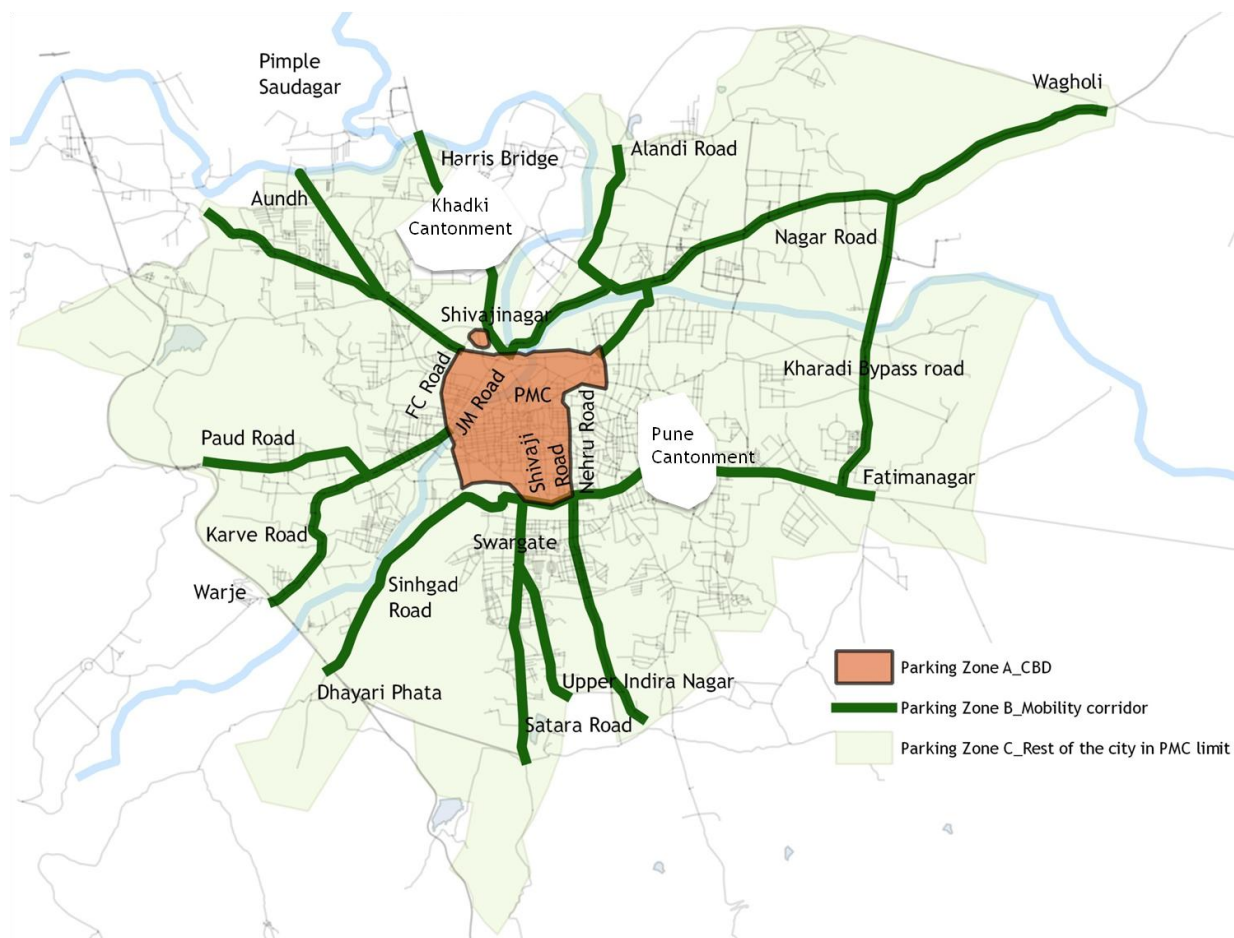 Pimple
Saudagar
Wagholi
Harris Bridge
Alandi Road
Aundh
Khadki
Cantonment
Nagar Road
Shivajinagar
FC Road
JM Road
PMC
Kharadi Bypass road
Nehru Road
Shivaji
Road
Paud Road
Pune
Cantonment
Fatimanagar
Karve Road
Swargate
Warje
Sinhgad
Road
Dhayari Phata
Upper Indira Nagar
Satara Road
Parking Zone A_CBD
Parking Zone B_Mobility corridor
Parking Zone C_Rest of the city in PMC limit